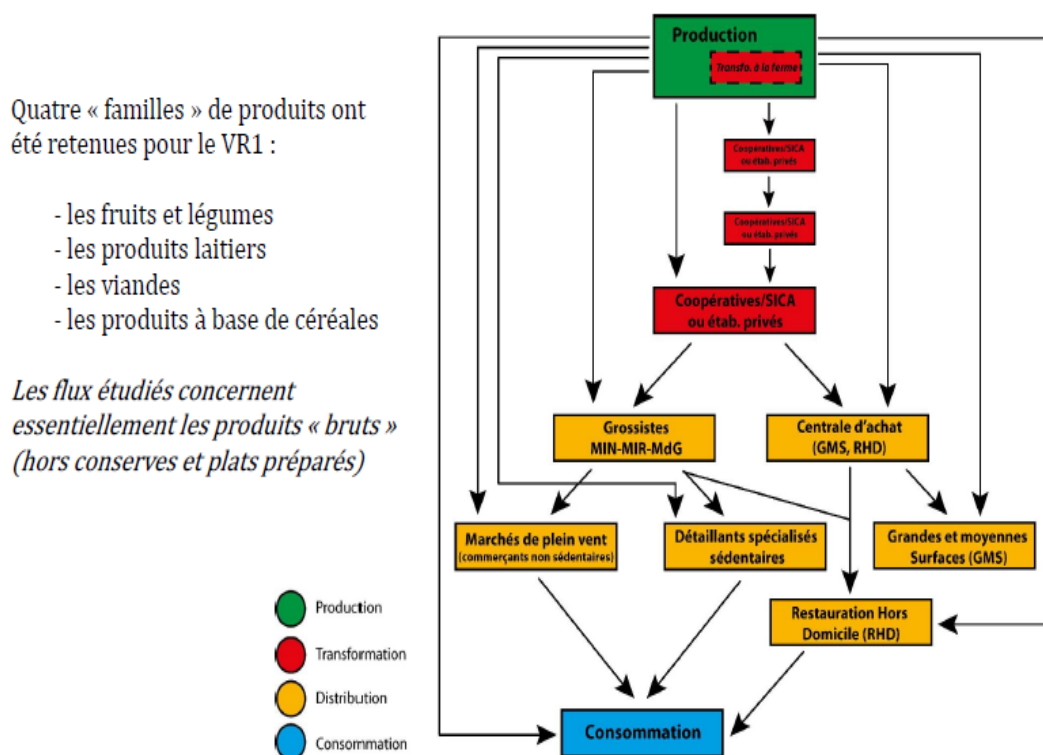 Quatre « familles » de produits ont
été retenues pour le VR1 :
- les fruits et légumes
- les produits laitiers
- les viandes
- les produits à base de céréales
Les flux étudiés concernent
essentiellement les produits « bruts »
(hors conserves et plats préparés)
Production
Transfo. à la ferme
Coopératives/SICA
ou étab. privés
Coopératives/SICA
ou étab. privés
Coopératives/SICA
ou étab. privés
Grossistes
MIN-MIR-MdG
Centrale d'achat
(GMS, RHD)
Marchés de plein vent
(commerçants non sédentaires)
Détaillants spécialisés
sédentaires
Grandes et moyennes
Surfaces (GMS)
Restauration Hors
Domicile (RHD)
Consommation
Production
Transformation
Distribution
Consommation